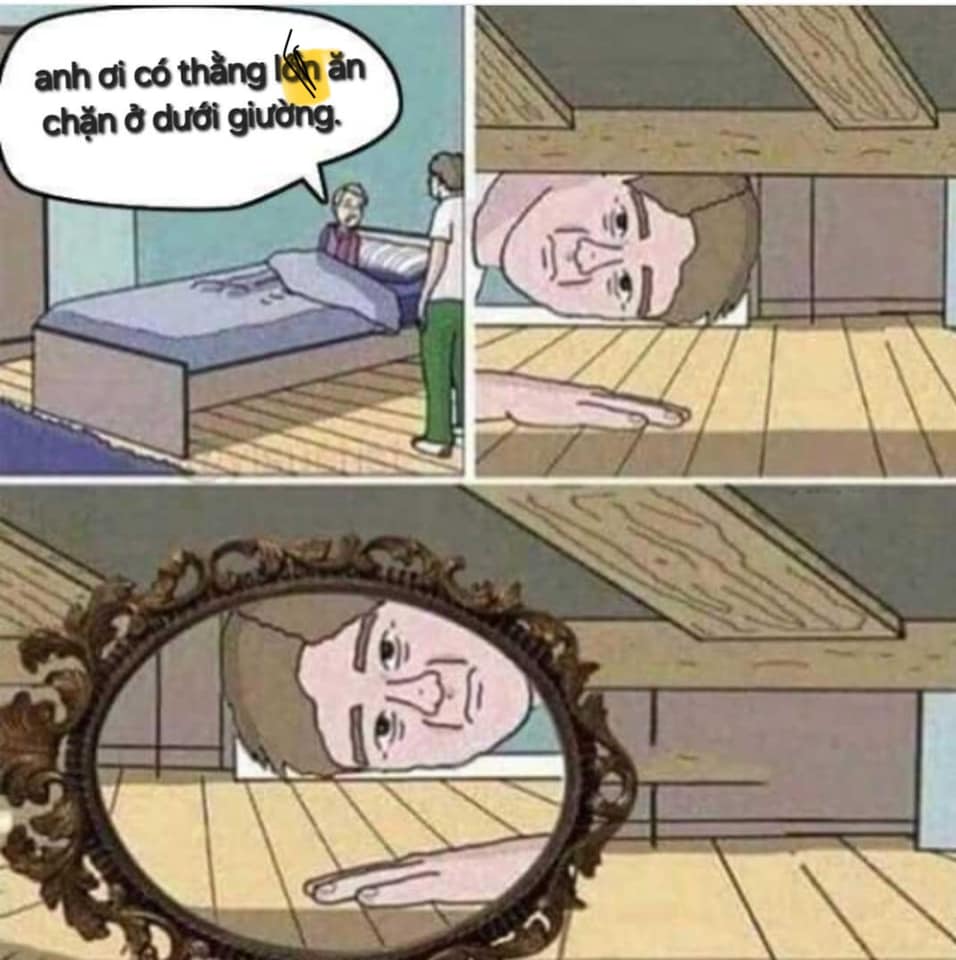 anh ơi có thằng ăn
chặn ở dưới giường.